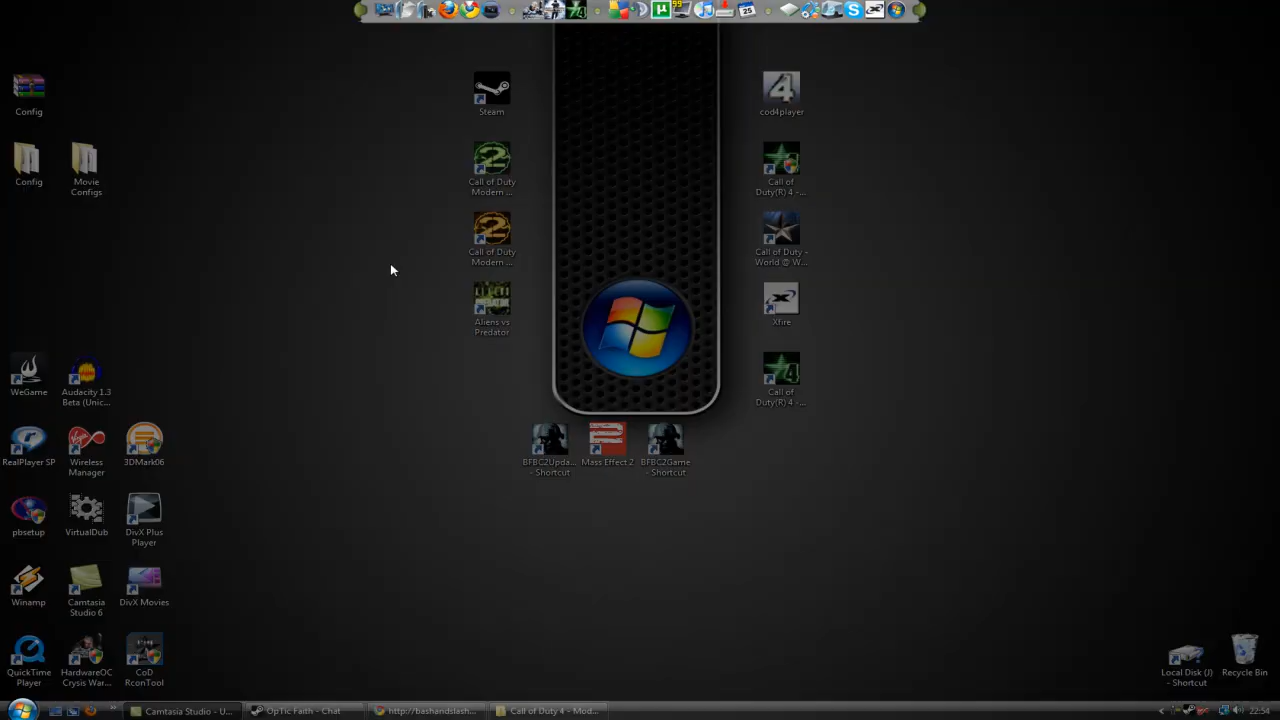 99
25
Steam
cod4player
Config
Config
Movie
Configs
Call of Duty
Modern ...
Call of
Duty(R) 4 -...
Call of Duty
Modern ...
Call of Duty -
World @ W...
Aliens vs
Predator
Xfire
Call of
Duty(R) 4 -...
WeGame
Audacity 1.3
Beta (Unic...
RealPlayer SP
Wireless
Manager
3DMark06
BFBC2Upda...
- Shortcut
Mass Effect 2
BFBC2Game
- Shortcut
pbsetup
VirtualDub
DivX Plus
Player
Winamp
Camtasia
Studio 6
DivX Movies
QuickTime
Player
HardwareOC
Crysis War...
CoD
RconTool
Local Disk (J)
- Shortcut
Recycle Bin
Camtasia Studio - U...
OpTic Faith - Chat
http://bashandslash...
Call of Duty 4 - Mod...
22:54